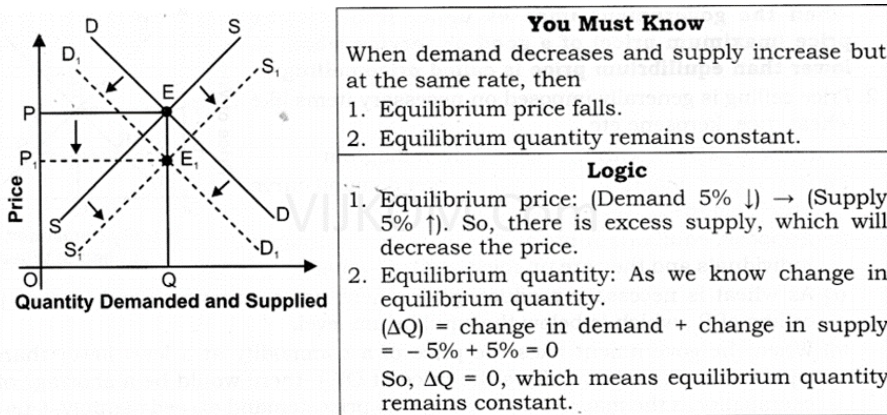 D
S
D₁
S₁
E
P
P₁
E₁
Price
S
D
S₁
D₁
O
Q
Quantity Demanded and Supplied
You Must Know
When demand decreases and supply increase but
at the same rate, then
1. Equilibrium price falls
2. Equilibrium quantity remains constant.
Logic
1. Equilibrium price: (Demand 5% ↓) → (Supply
5% ↑). So, there is excess supply, which will
decrease the price.
2. Equilibrium quantity: As we know change in
equilibrium quantity.
(ΔQ) = change in demand + change in supply
= – 5% + 5% = 0
So, ΔQ = 0, which means equilibrium quantity
remains constant.